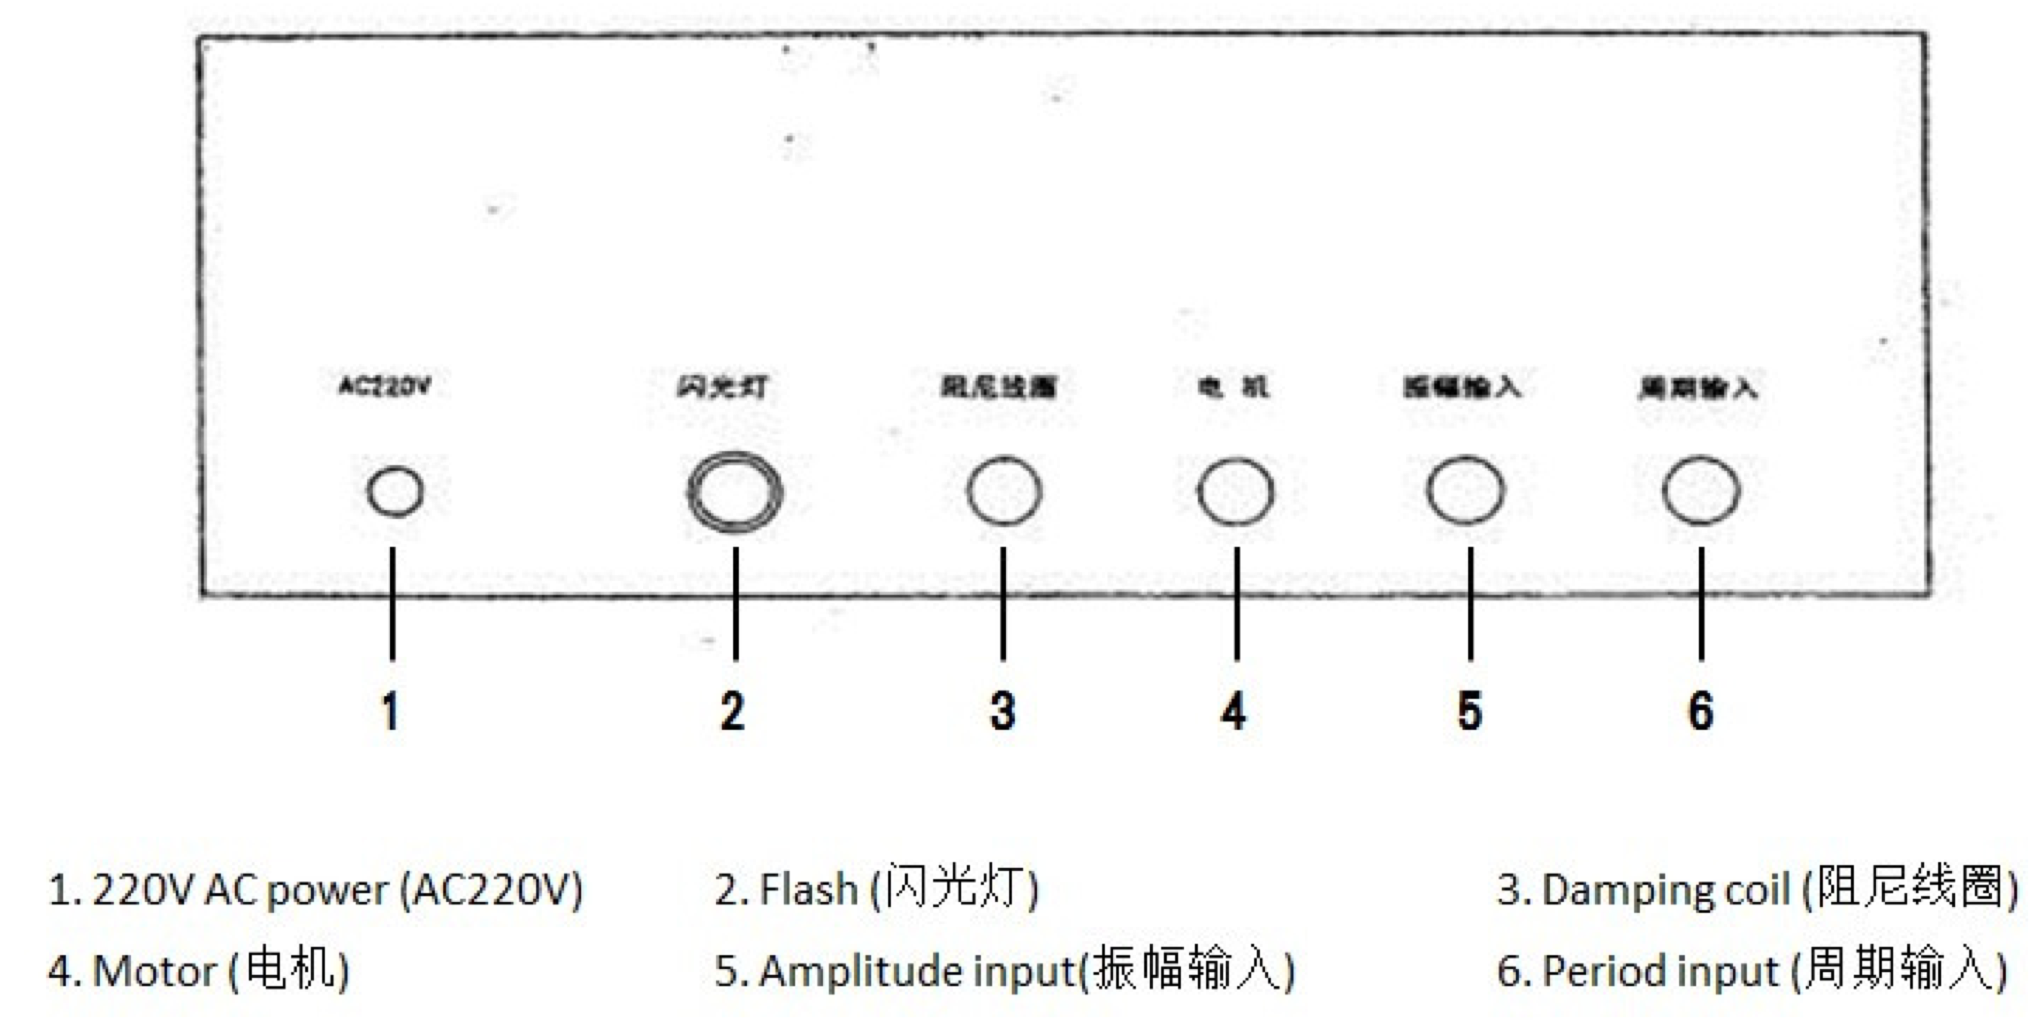 AC220V 闪光灯 阻尼线圈 电 机 振幅输入 周期输入
1 2 3 4 5 6
1. 220V AC power (AC220V) 2. Flash (闪光灯) 3. Damping coil (阻尼线圈)
4. Motor (电机) 5. Amplitude input(振幅输入) 6. Period input (周期输入)